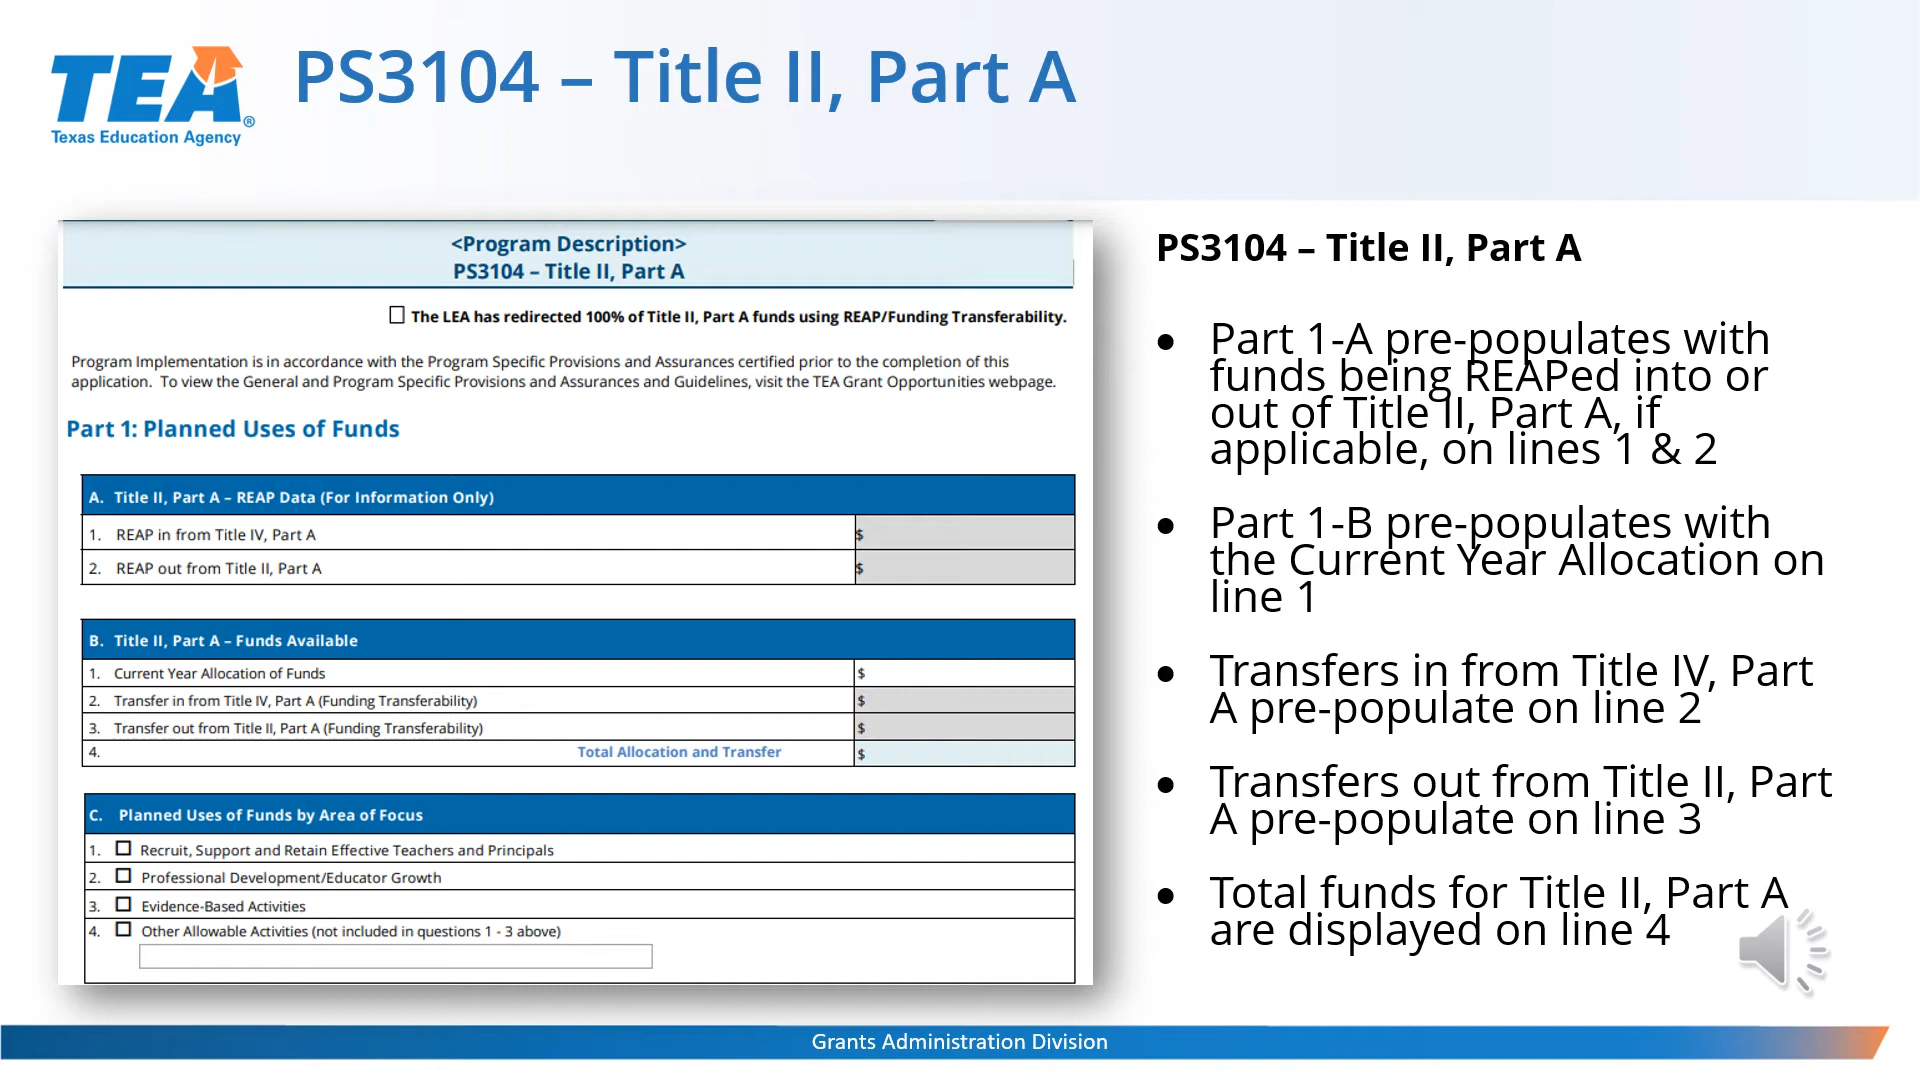 TEA®
Texas Education Agency
PS3104 – Title II, Part A
<Program Description>
PS3104 – Title II, Part A
The LEA has redirected 100% of Title II, Part A funds using REAP/Funding Transferability.
Program Implementation is in accordance with the Program Specific Provisions and Assurances certified prior to the completion of this
application. To view the General and Program Specific Provisions and Assurances and Guidelines, visit the TEA Grant Opportunities webpage.
Part 1: Planned Uses of Funds
A. Title II, Part A – REAP Data (For Information Only)
1. REAP in from Title IV, Part A $
2. REAP out from Title II, Part A $
B. Title II, Part A – Funds Available
1. Current Year Allocation of Funds $
2. Transfer in from Title IV, Part A (Funding Transferability) $
3. Transfer out from Title II, Part A (Funding Transferability) $
4. Total Allocation and Transfer $
C. Planned Uses of Funds by Area of Focus
1. Recruit, Support and Retain Effective Teachers and Principals
2. Professional Development/Educator Growth
3. Evidence-Based Activities
4. Other Allowable Activities (not included in questions 1 - 3 above)
PS3104 – Title II, Part A
• Part 1-A pre-populates with
funds being REAPed into or
out of Title II, Part A, if
applicable, on lines 1 & 2
• Part 1-B pre-populates with
the Current Year Allocation on
line 1
• Transfers in from Title IV, Part
A pre-populate on line 2
• Transfers out from Title II, Part
A pre-populate on line 3
• Total funds for Title II, Part A
are displayed on line 4
Grants Administration Division